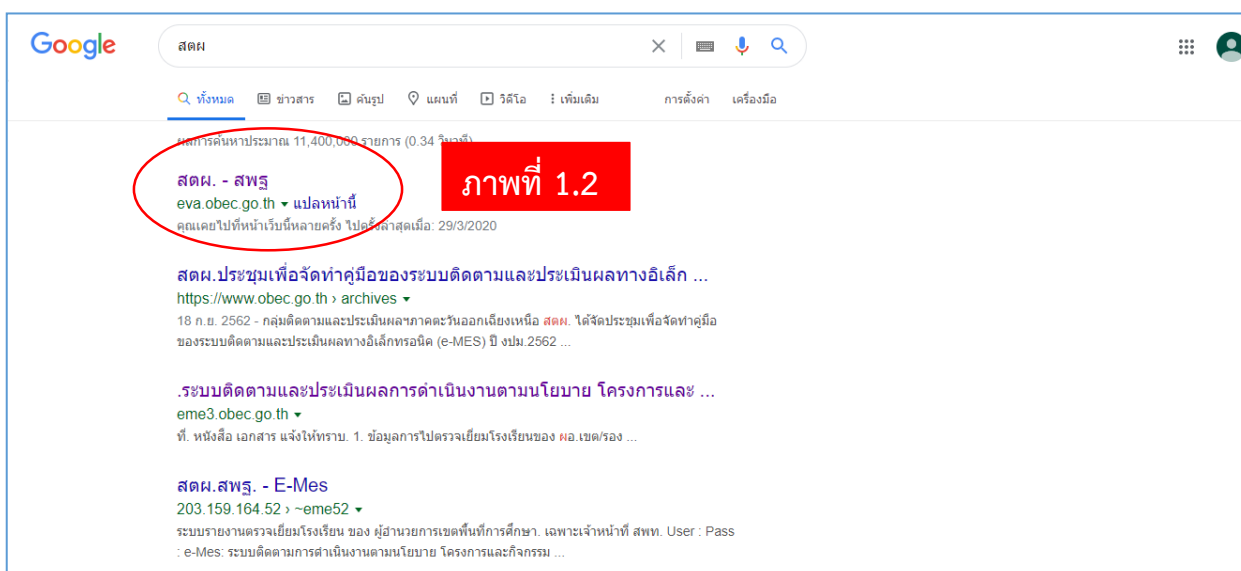 Google
สตผ
ทั้งหมด ข่าวสาร ค้นรูป แผนที่ วิดีโอ เพิ่มเติม การตั้งค่า เครื่องมือ
ผลการค้นหาประมาณ 11,400,000 รายการ (0.34 วินาที)
สตผ. - สพฐ
eva.obec.go.th ▾ แปลหน้านี้
คุณเคยไปที่หน้าเว็บนี้หลายครั้ง ไปครั้งล่าสุดเมื่อ: 29/3/2020
ภาพที่ 1.2
สตผ.ประชุมเพื่อจัดทำคู่มือของระบบติดตามและประเมินผลทางอิเล็ก ...
https://www.obec.go.th › archives ▾
18 ก.ย. 2562 - กลุ่มติดตามและประเมินผลฯภาคตะวันออกเฉียงเหนือ สตผ. ได้จัดประชุมเพื่อจัดทำคู่มือ
ของระบบติดตามและประเมินผลทางอิเล็กทรอนิค (e-MES) ปี งปม.2562 ...
.ระบบติดตามและประเมินผลการดำเนินงานตามนโยบาย โครงการและ ...
eme3.obec.go.th ▾
ที่. หนังสือ เอกสาร แจ้งให้ทราบ. 1. ข้อมูลการไปตรวจเยี่ยมโรงเรียนของ ผอ.เขต/รอง ...
สตผ.สพฐ. - E-Mes
203.159.164.52 › ~eme52 ▾
ระบบรายงานตรวจเยี่ยมโรงเรียน ของ ผู้อำนวยการเขตพื้นที่การศึกษา. เฉพาะเจ้าหน้าที่ สพท. User : Pass
: e-Mes: ระบบติดตามการดำเนินงานตามนโยบาย โครงการและกิจกรรม ...